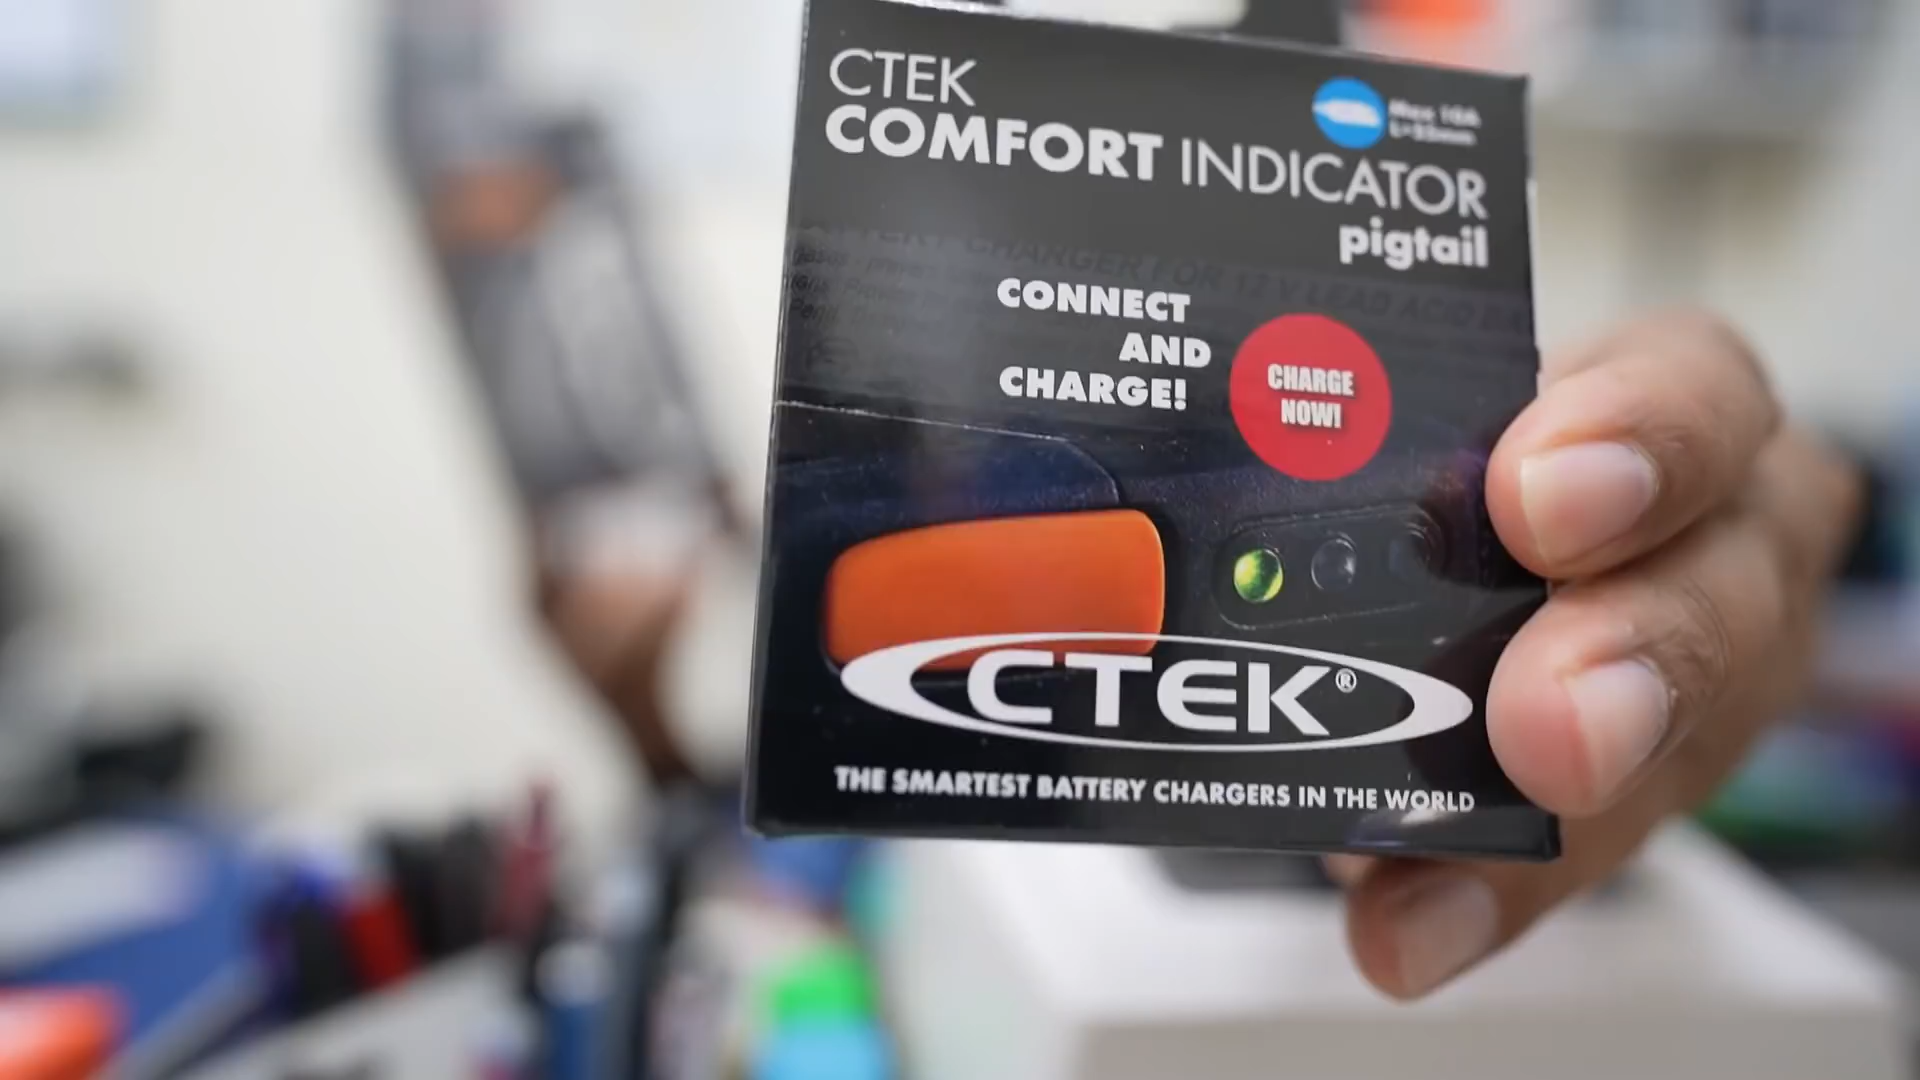 CTEK
COMFORT INDICATOR
pigtail
CONNECT
AND
CHARGE!
CHARGE
NOW!
CTEK®
THE SMARTEST BATTERY CHARGERS IN THE WORLD